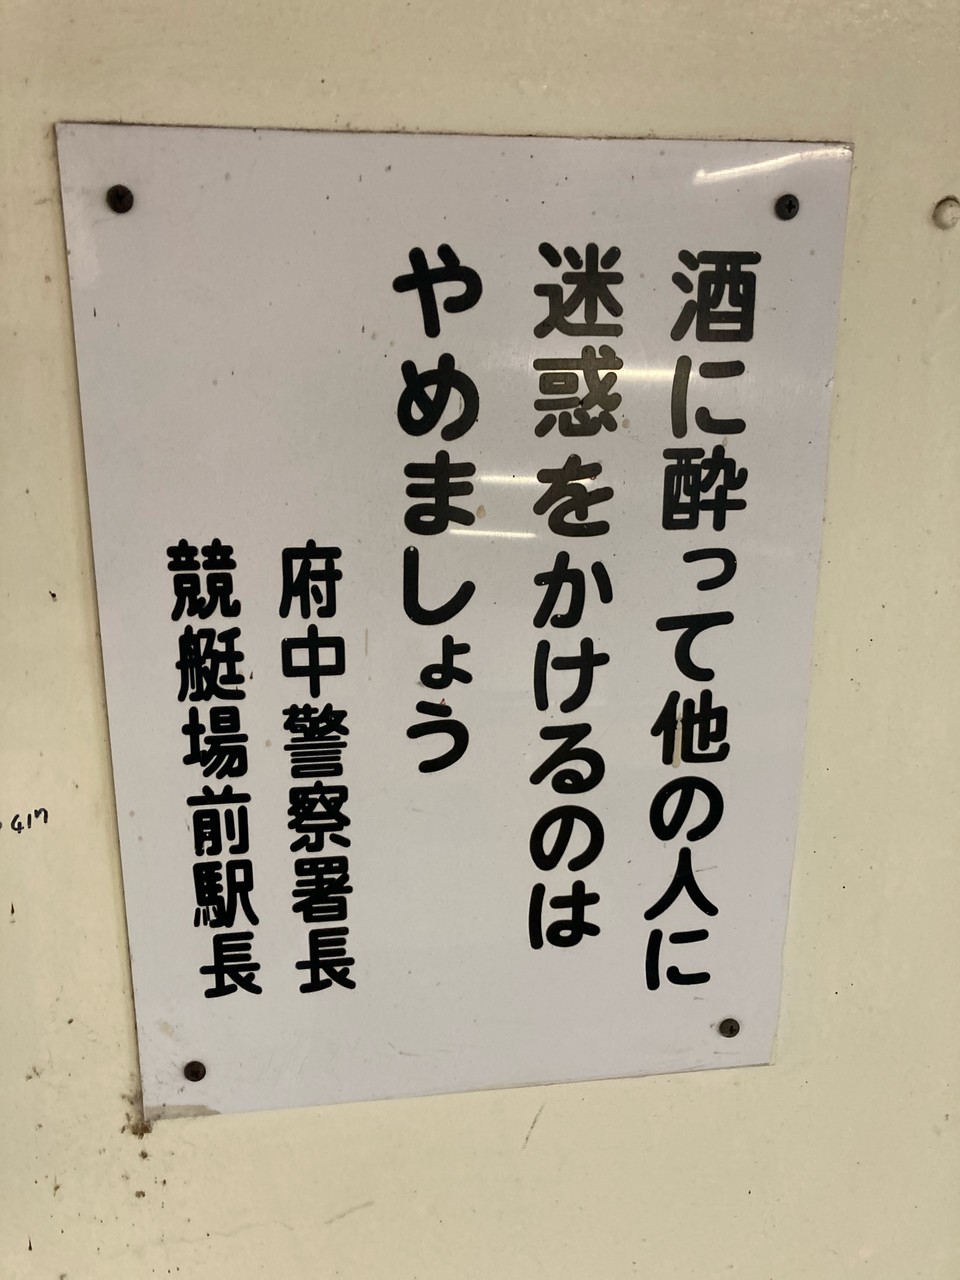 酒に酔って他の人に
迷惑をかけるのは
やめましょう
府中警察署長
競艇場前駅長